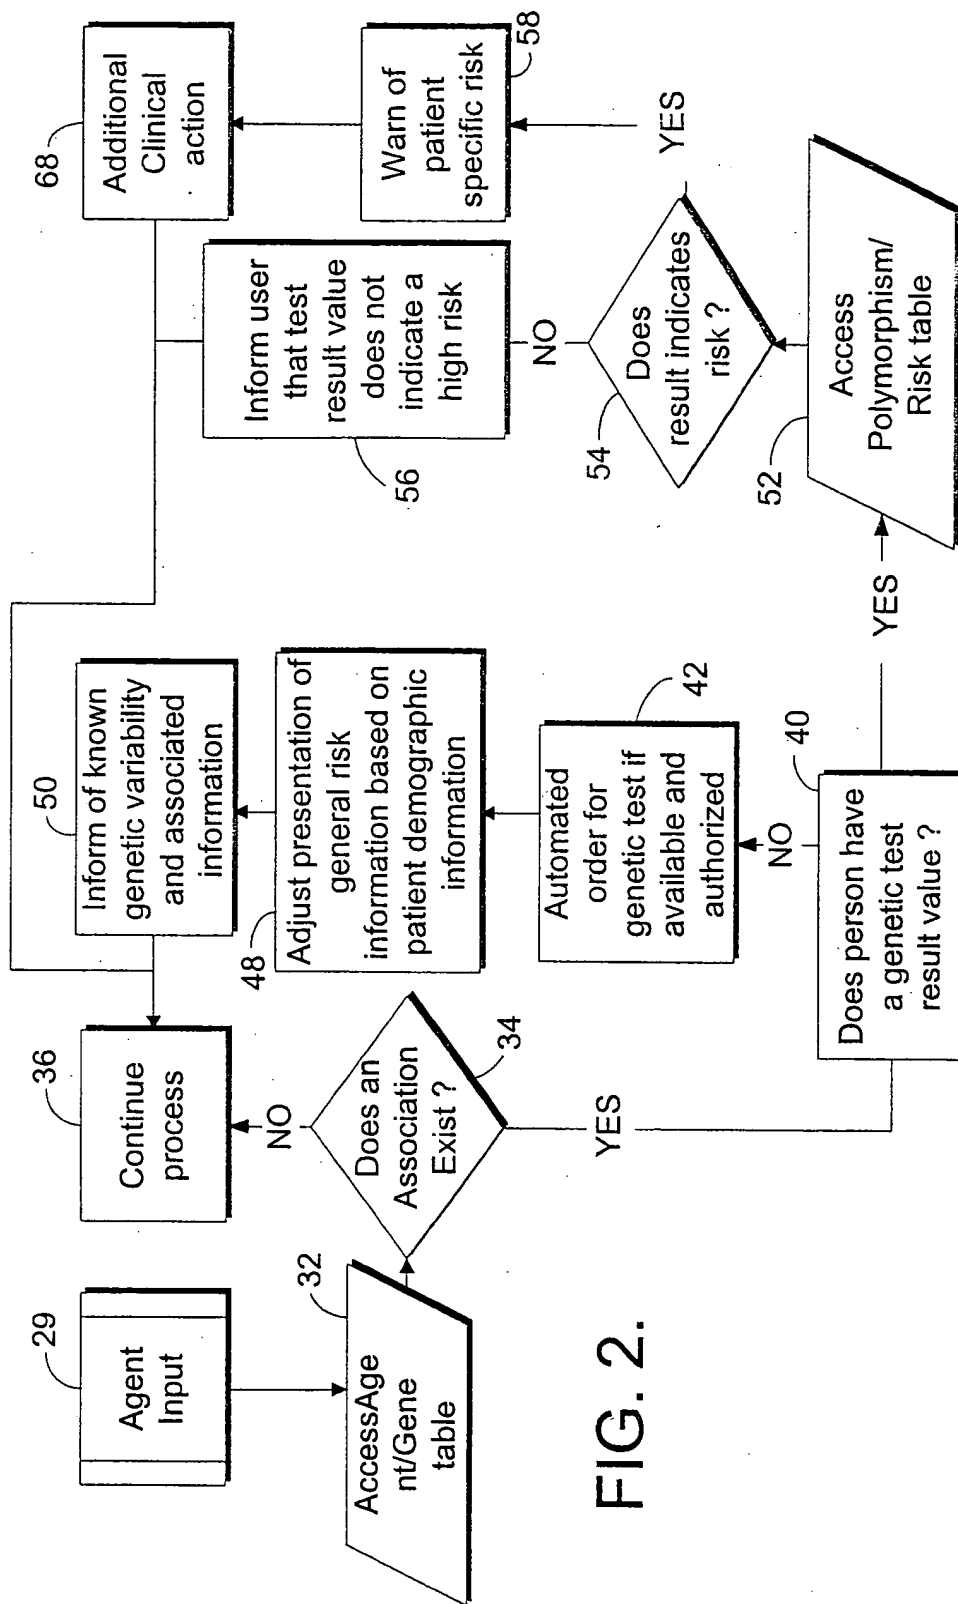 29
Agent
Input
32
AccessAge
nt/Gene
table
36
Continue
process
NO
34
Does an
Association
Exist ?
YES
50
Inform of known
genetic variability
and associated
information
48
Adjust presentation of
general risk
information based on
patient demographic
information
42
Automated
order for
genetic test if
available and
authorized
NO
40
Does person have
a genetic test
result value ?
YES
52
Access
Polymorphism/
Risk table
54
Does
result indicates
risk ?
NO
YES
56
Inform user
that test
result value
does not
indicate a
high risk
58
Warn of
patient
specific risk
68
Additional
Clinical
action
FIG. 2.